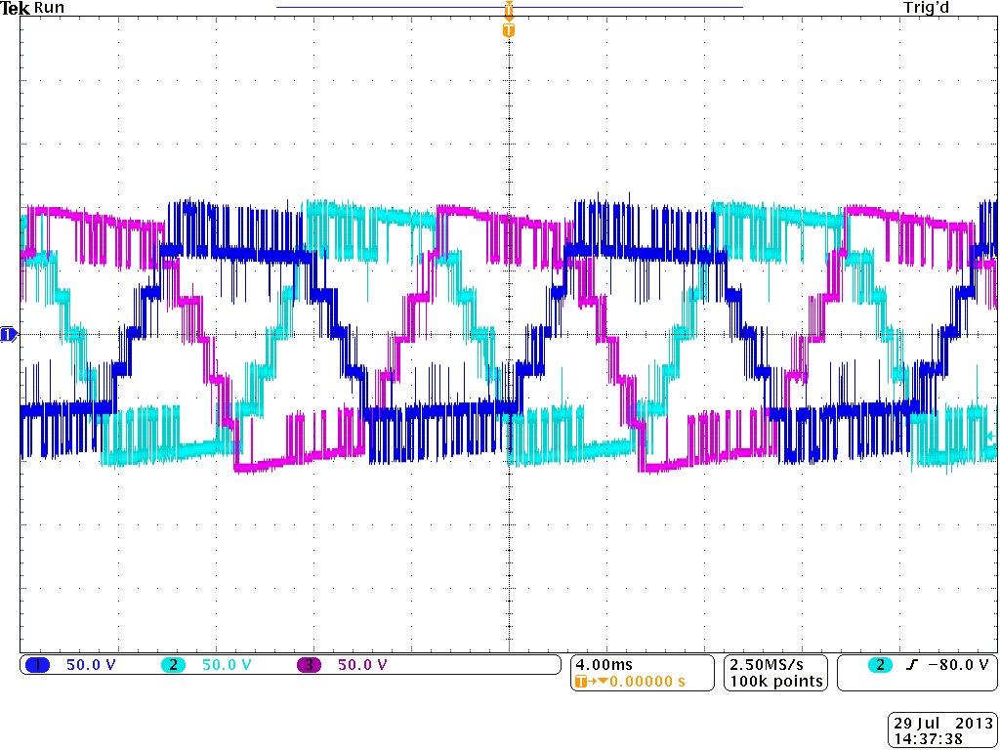 Tek Run Trig'd
T
T
1
1 50.0 V 2 50.0 V 3 50.0 V
4.00ms 2.50MS/s 2 −80.0 V
T→▼0.00000 s 100k points
29 Jul 2013
14:37:38